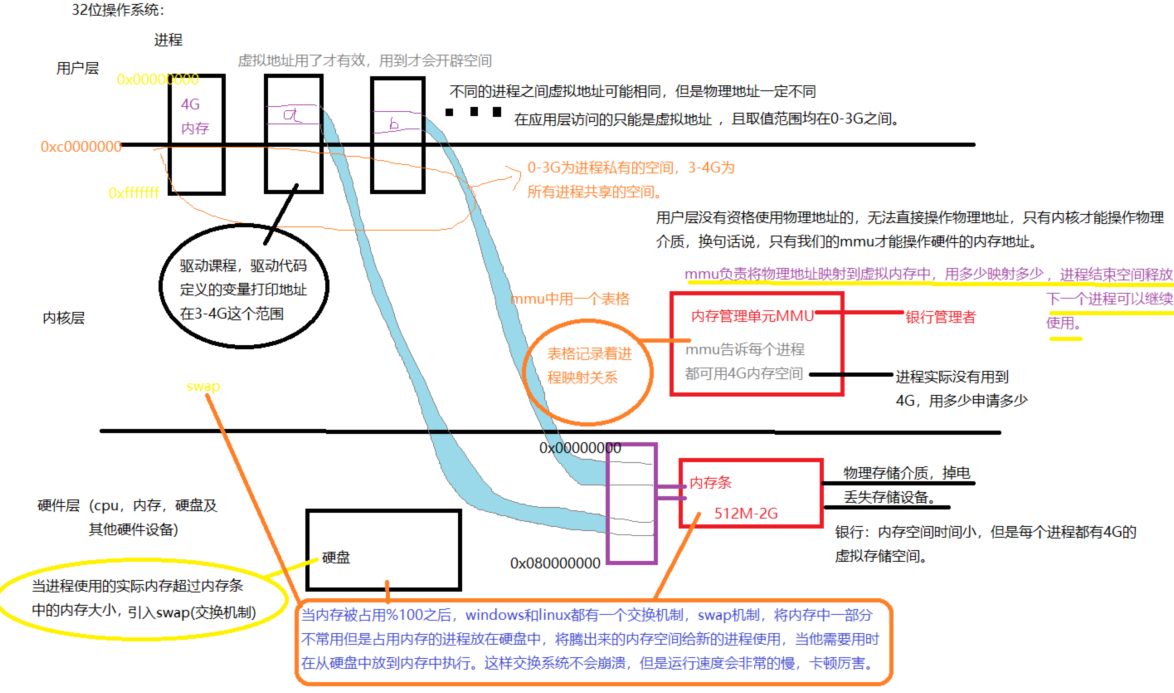 32位操作系统：
进程
用户层
虚拟地址用了才有效，用到才会开辟空间
0x00000000
4G
内存
a
b
不同的进程之间虚拟地址可能相同，但是物理地址一定不同
在应用层访问的只能是虚拟地址 ，且取值范围均在0-3G之间。
0xc0000000
0xfffffff
0-3G为进程私有的空间，3-4G为
所有进程共享的空间。
用户层没有资格使用物理地址的，无法直接操作物理地址，只有内核才能操作物理
介质，换句话说，只有我们的mmu才能操作硬件的内存地址。
驱动课程，驱动代码
定义的变量打印地址
在3-4G这个范围
mmu负责将物理地址映射到虚拟内存中，用多少映射多少 ，进程结束空间释放
下一个进程可以继续
使用。
内核层
mmu中用一个表格
表格记录着进
程映射关系
内存管理单元MMU
银行管理者
mmu告诉每个进程
都可用4G内存空间
进程实际没有用到
4G，用多少申请多少
swap
0x00000000
内存条
512M-2G
物理存储介质，掉电
丢失存储设备。
硬件层（cpu，内存，硬盘及
其他硬件设备)
银行：内存空间时间小，但是每个进程都有4G的
虚拟存储空间。
硬盘
0x080000000
当进程使用的实际内存超过内存条
中的内存大小，引入swap(交换机制)
当内存被占用%100之后，windows和linux都有一个交换机制，swap机制，将内存中一部分
不常用但是占用内存的进程放在硬盘中，将腾出来的内存空间给新的进程使用，当他需要用时
在从硬盘中放到内存中执行。这样交换系统不会崩溃，但是运行速度会非常的慢，卡顿厉害。